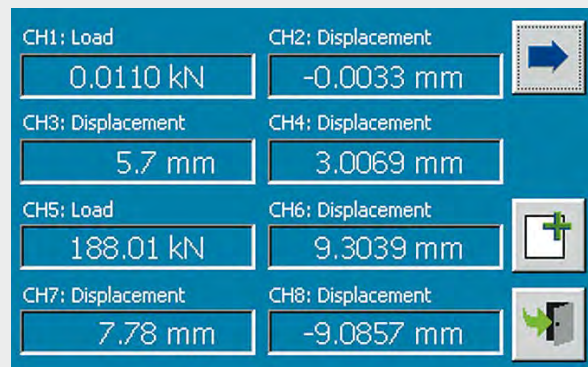 CH1: Load CH2: Displacement
0.0110 kN -0.0033 mm
CH3: Displacement CH4: Displacement
5.7 mm 3.0069 mm
CH5: Load CH6: Displacement
188.01 kN 9.3039 mm
CH7: Displacement CH8: Displacement
7.78 mm -9.0857 mm